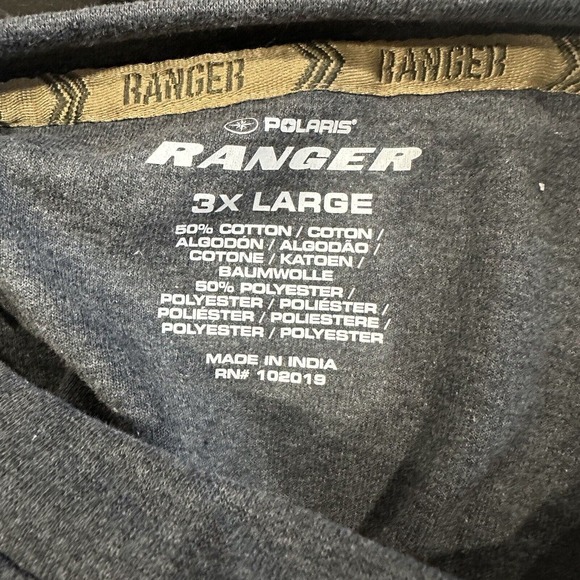 RANGER RANGER
POLARIS®
RANGER
3X LARGE
50% COTTON / COTON /
ALGODÓN / ALGODÃO /
COTONE / KATOEN /
BAUMWOLLE
50% POLYESTER /
POLYESTER / POLIÉSTER /
POLIÉSTER / POLIESTERE /
POLYESTER / POLYESTER
MADE IN INDIA
RN# 102019